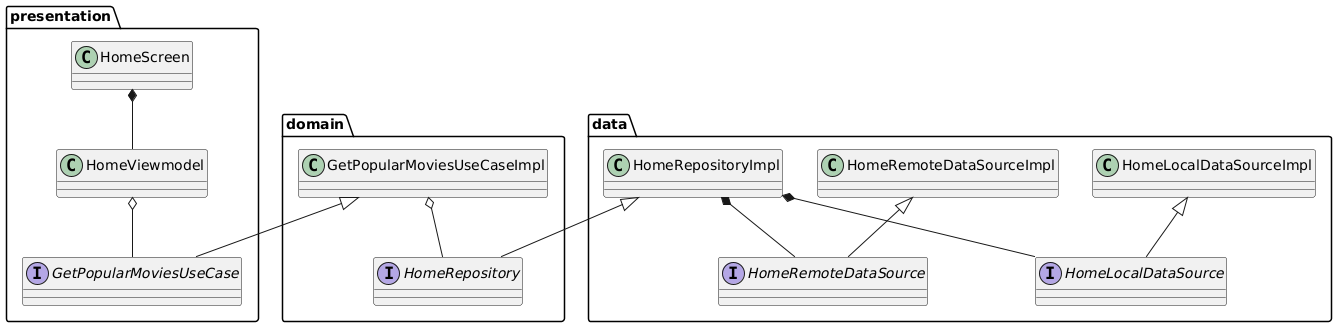 presentation
C HomeScreen
C HomeViewmodel
I GetPopularMoviesUseCase
domain
C GetPopularMoviesUseCaseImpl
I HomeRepository
data
C HomeRepositoryImpl
C HomeRemoteDataSourceImpl
C HomeLocalDataSourceImpl
I HomeRemoteDataSource
I HomeLocalDataSource